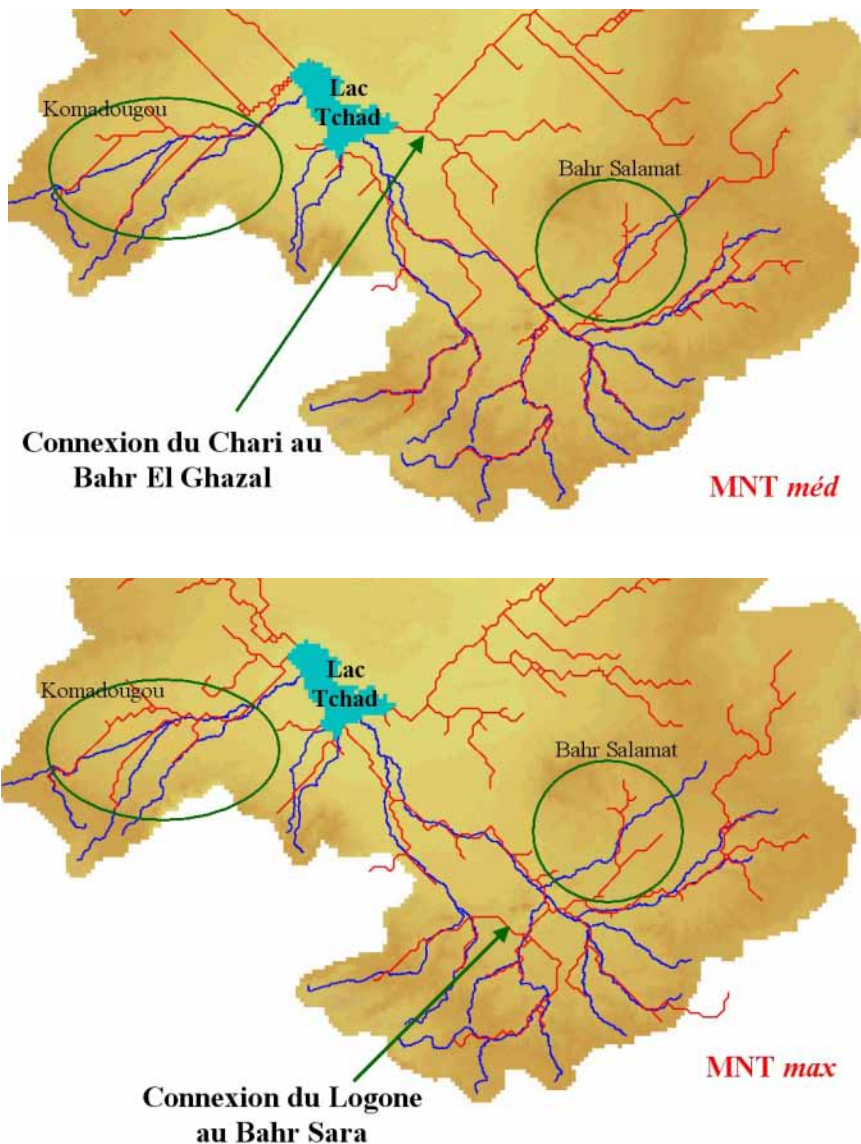 Lac
Tchad
Komadougou
Bahr Salamat
Connexion du Chari au
Bahr El Ghazal
MNT méd
Lac
Tchad
Komadougou
Bahr Salamat
MNT max
Connexion du Logone
au Bahr Sara